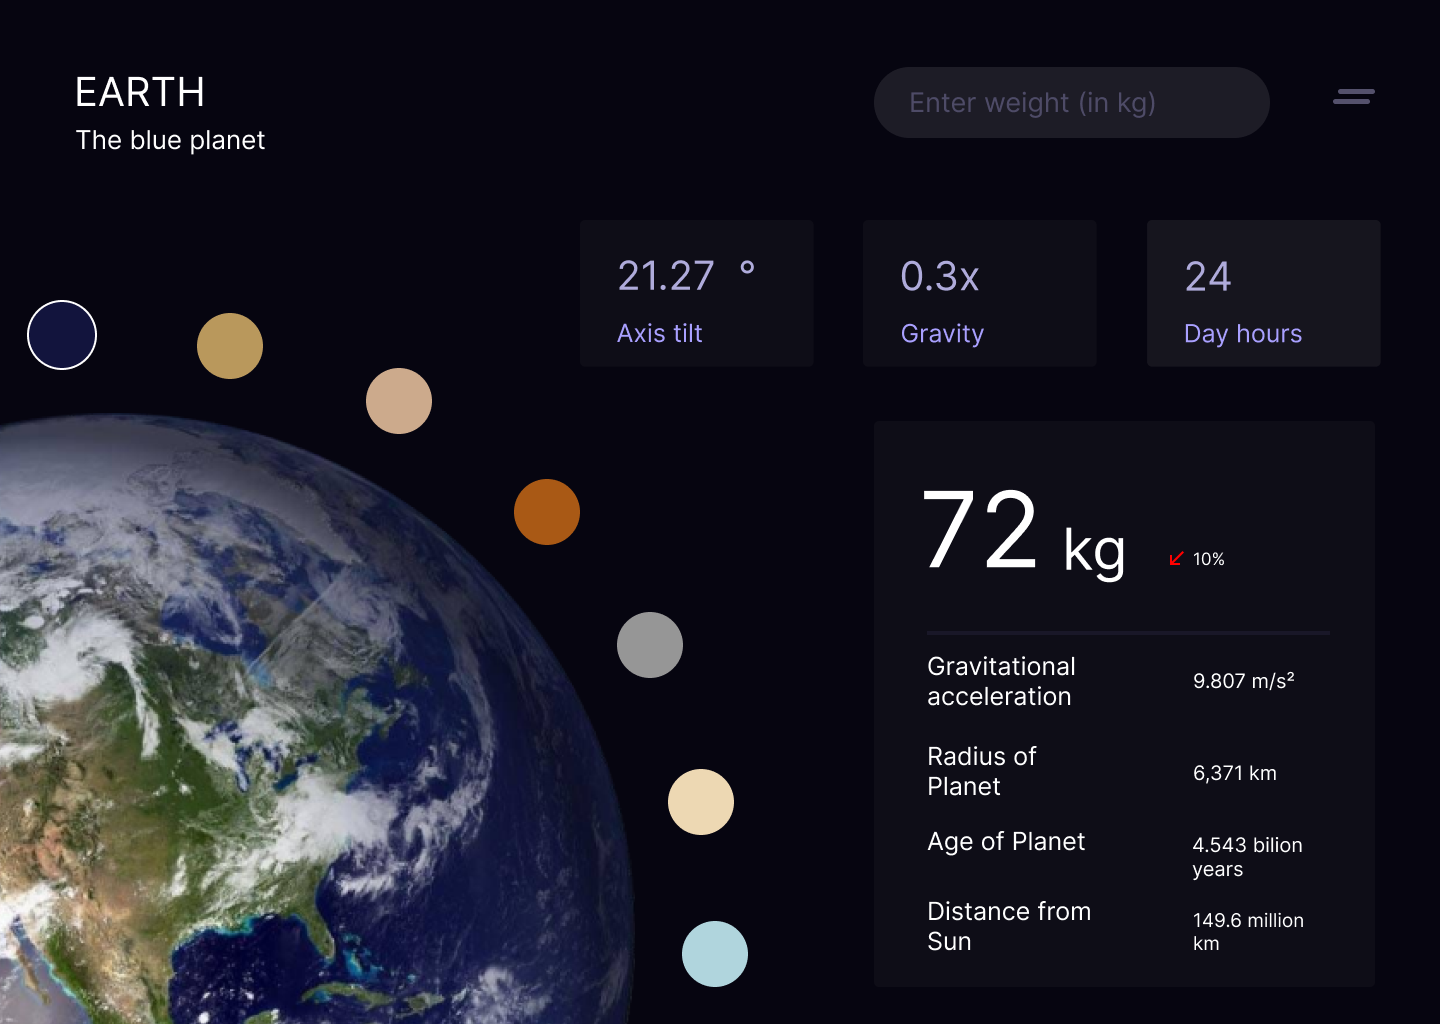 EARTH
The blue planet
Enter weight (in kg)
21.27 °
Axis tilt
0.3x
Gravity
24
Day hours
72 kg
10%
Gravitational
acceleration
9.807 m/s²
Radius of
Planet
6,371 km
Age of Planet
4.543 bilion
years
Distance from
Sun
149.6 million
km